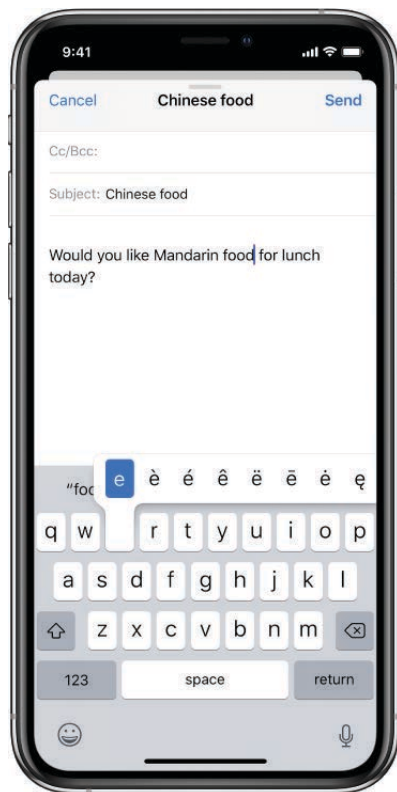 9:41
Cancel Chinese food Send
Cc/Bcc:
Subject: Chinese food
Would you like Mandarin food for lunch
today?
e è é ê ë ē ė ę
"foo
q w r t y u i o p
a s d f g h j k l
z x c v b n m
123 space return